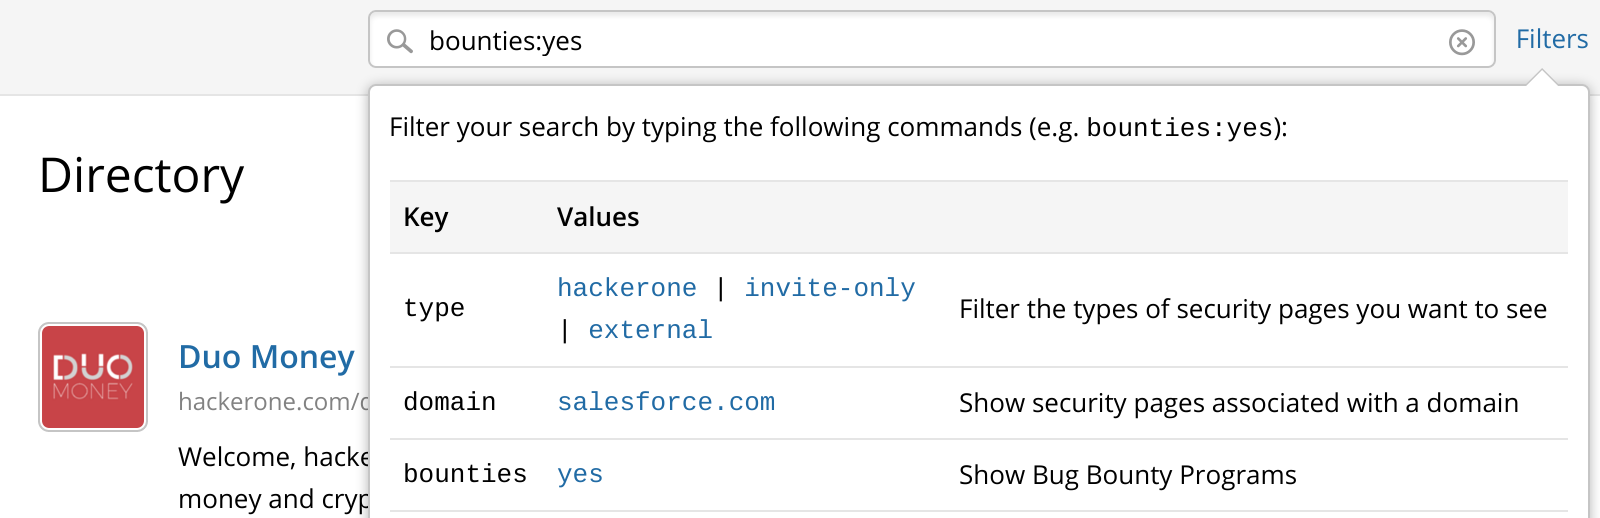 bounties:yes
Filters
Filter your search by typing the following commands (e.g. bounties:yes):
Directory
Key Values
type hackerone | invite-only | external Filter the types of security pages you want to see
DUO
MONEY
Duo Money
hackerone.com/
domain salesforce.com Show security pages associated with a domain
Welcome, hacke
bounties yes Show Bug Bounty Programs
money and cryp